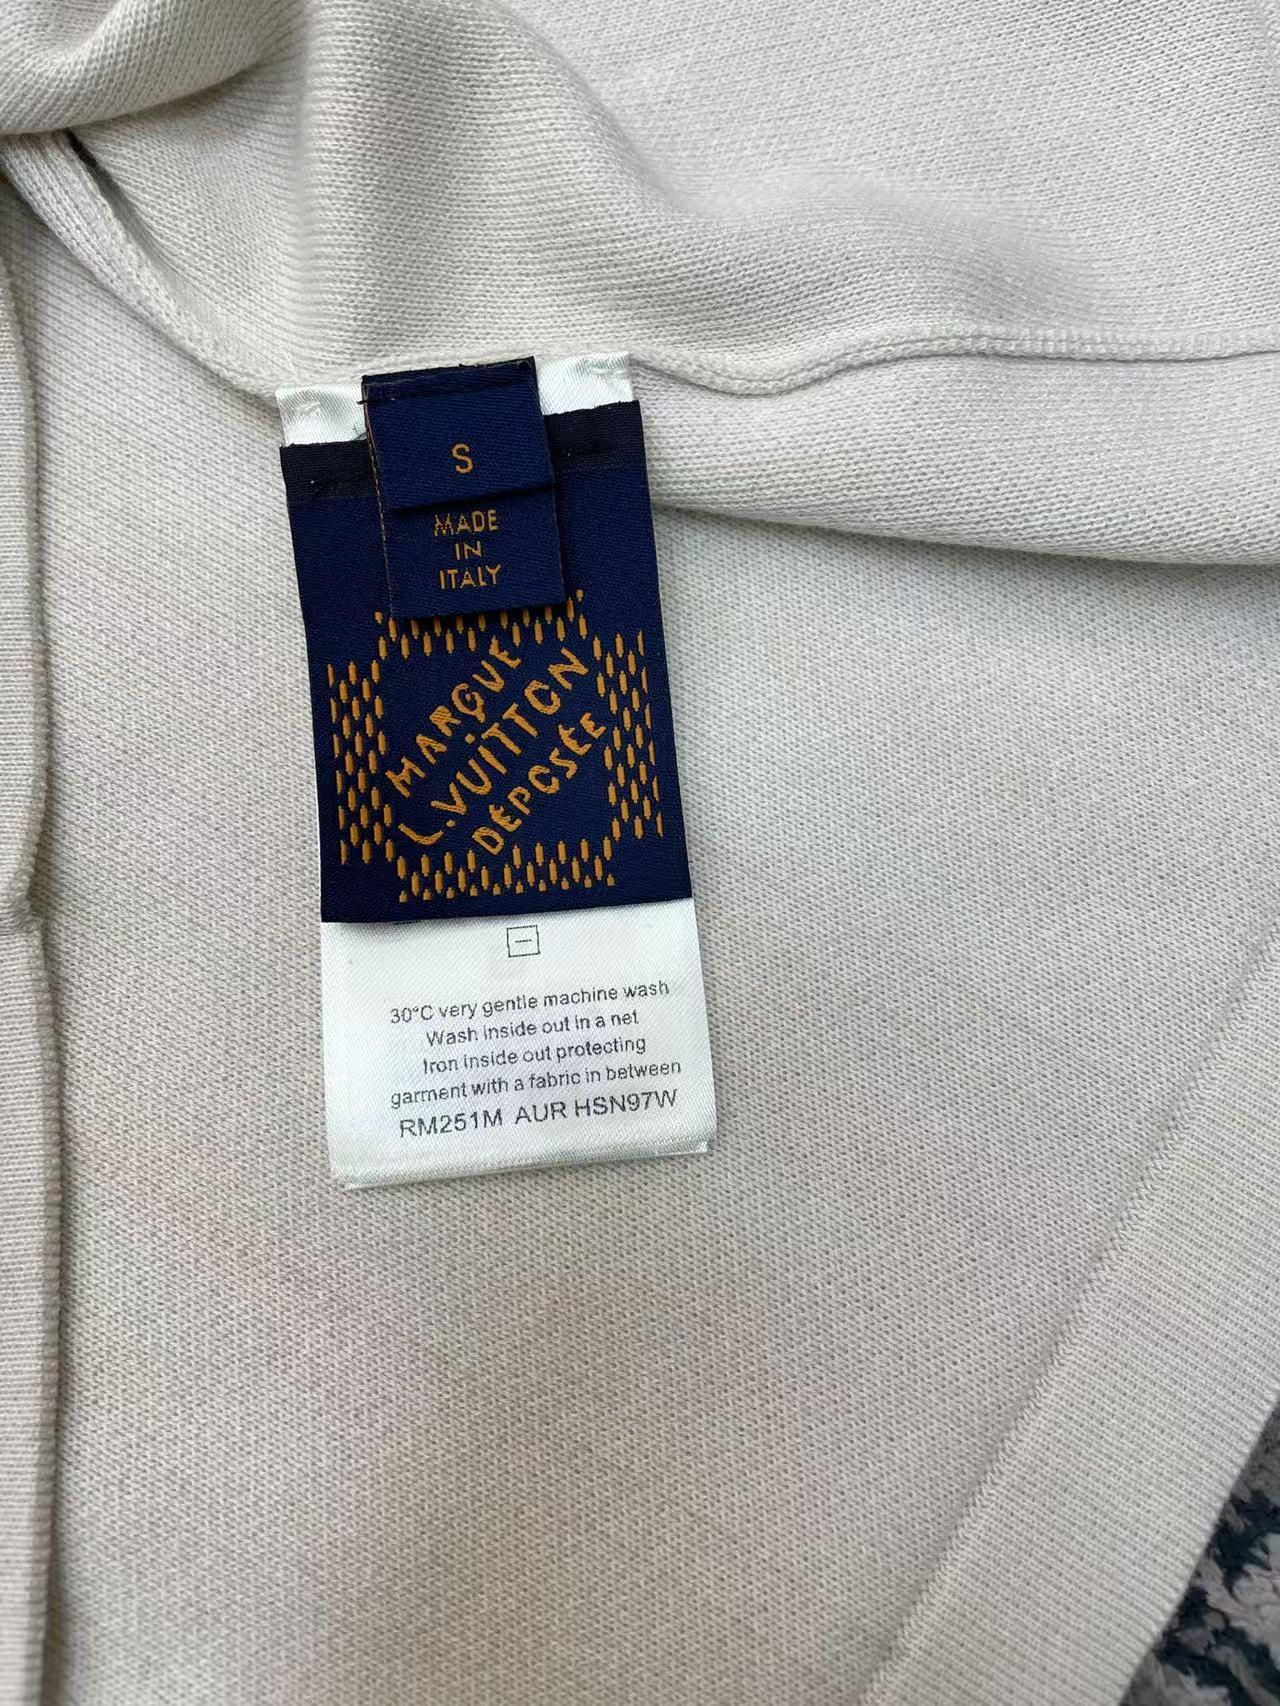 S
MADE
IN
ITALY
MARQUE
L.VUITTON
DÉPOSÉE
30°C very gentle machine wash
Wash inside out in a net
Iron inside out protecting
garment with a fabric in between
RM251M AUR HSN97W